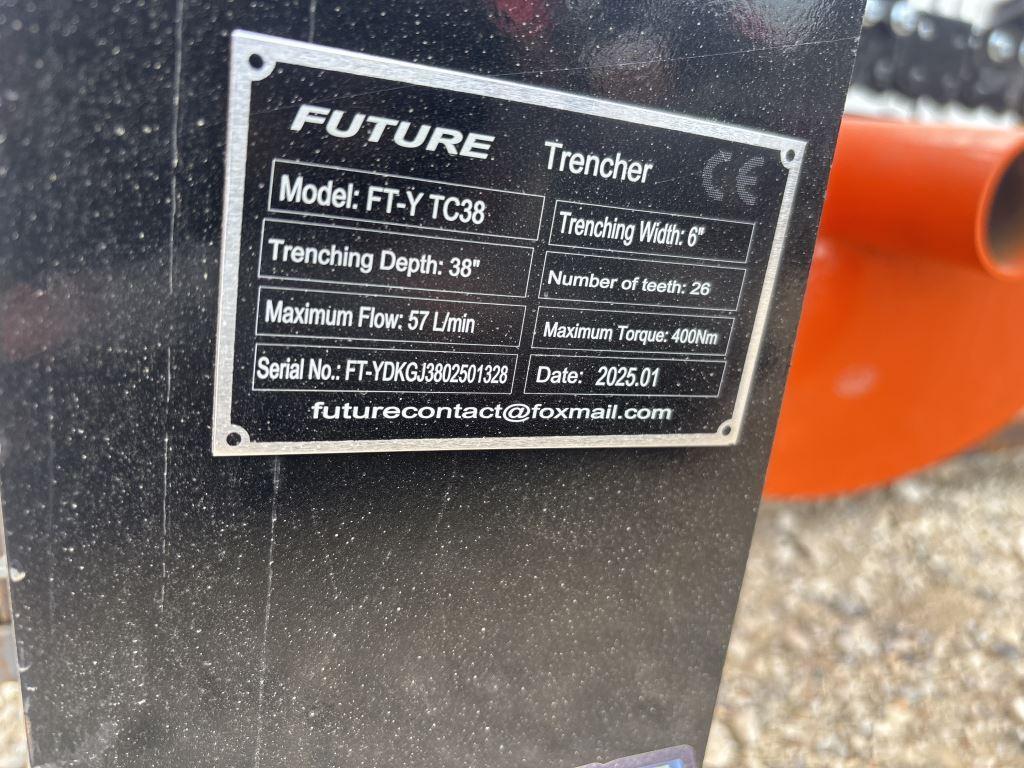 FUTURE Trencher CE
Model: FT-Y TC38
Trenching Width: 6"
Trenching Depth: 38"
Number of teeth: 26
Maximum Flow: 57 L/min
Maximum Torque: 400Nm
Serial No.: FT-YDKGJ3802501328
Date: 2025.01
futurecontact@foxmail.com